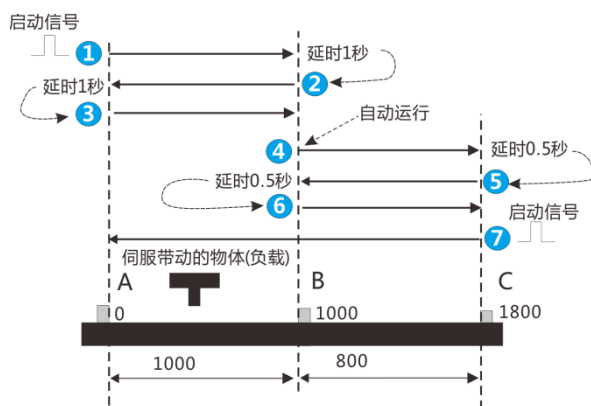 启动信号
1
延时1秒
延时1秒
2
3
自动运行
4
延时0.5秒
延时0.5秒
5
6
启动信号
7
伺服带动的物体(负载)
A
B
C
0
1000
1800
1000
800